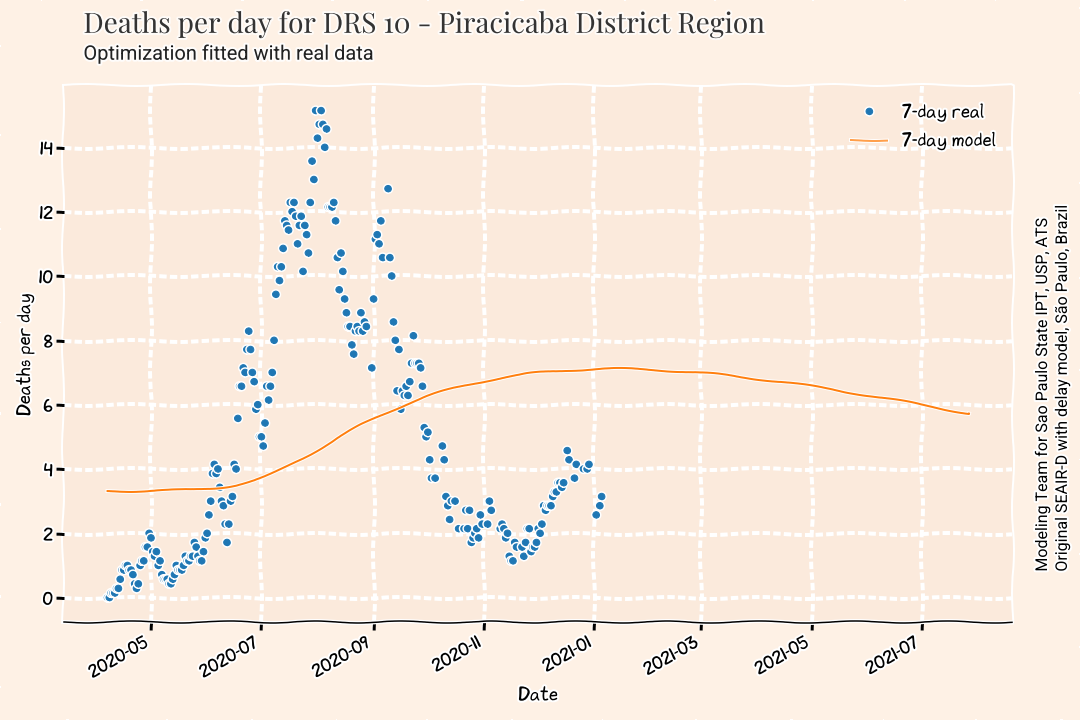 Deaths per day for DRS 10 - Piracicaba District Region
Optimization fitted with real data
7-day real
7-day model
Deaths per day
14
12
10
8
6
4
2
0
2020-05
2020-07
2020-09
2020-11
2021-01
2021-03
2021-05
2021-07
Date
Modeling Team for Sao Paulo State IPT, USP, ATS
Original SEAIR-D with delay model, São Paulo, Brazil